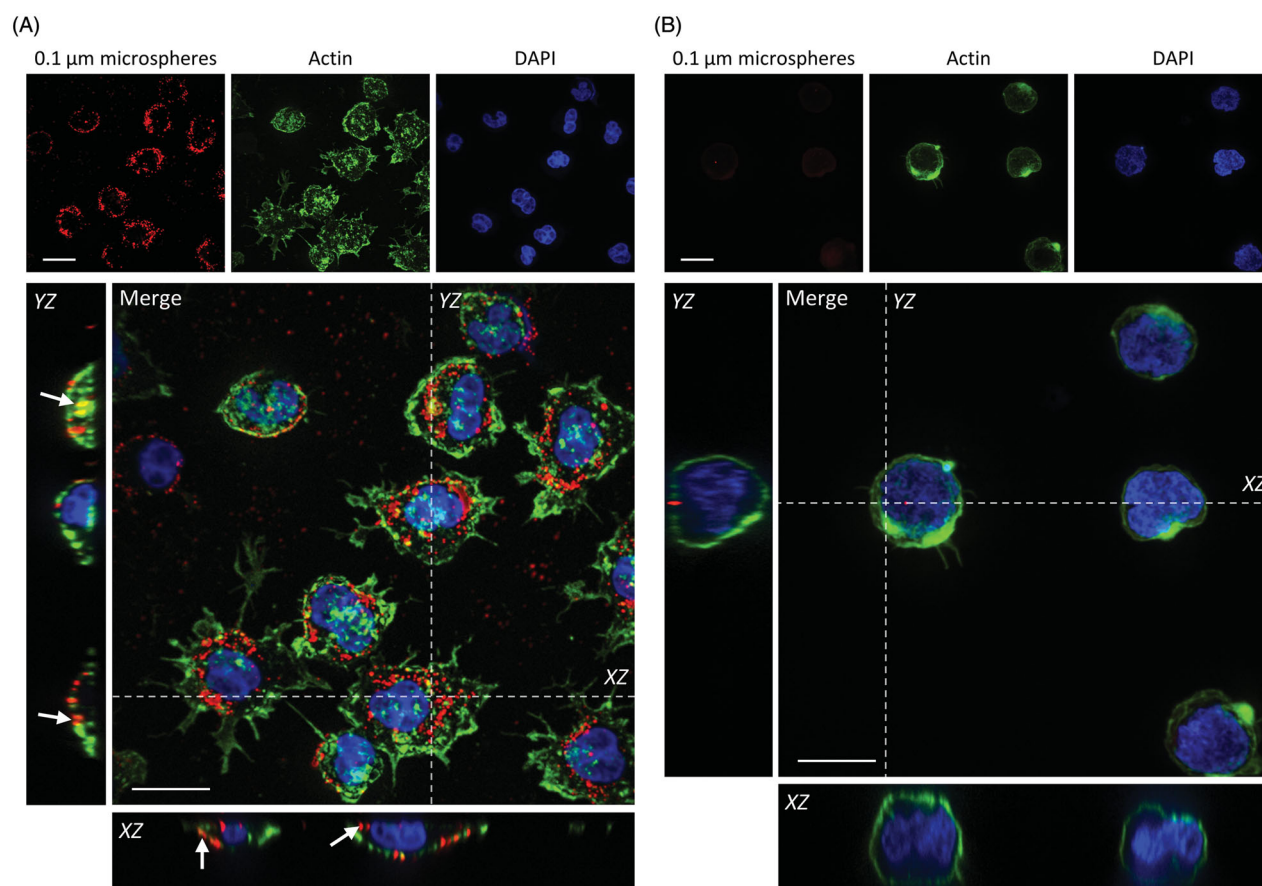 (A)
0.1 µm microspheres Actin DAPI
YZ Merge YZ
XZ
XZ
(B)
0.1 µm microspheres Actin DAPI
YZ Merge YZ
XZ
XZ